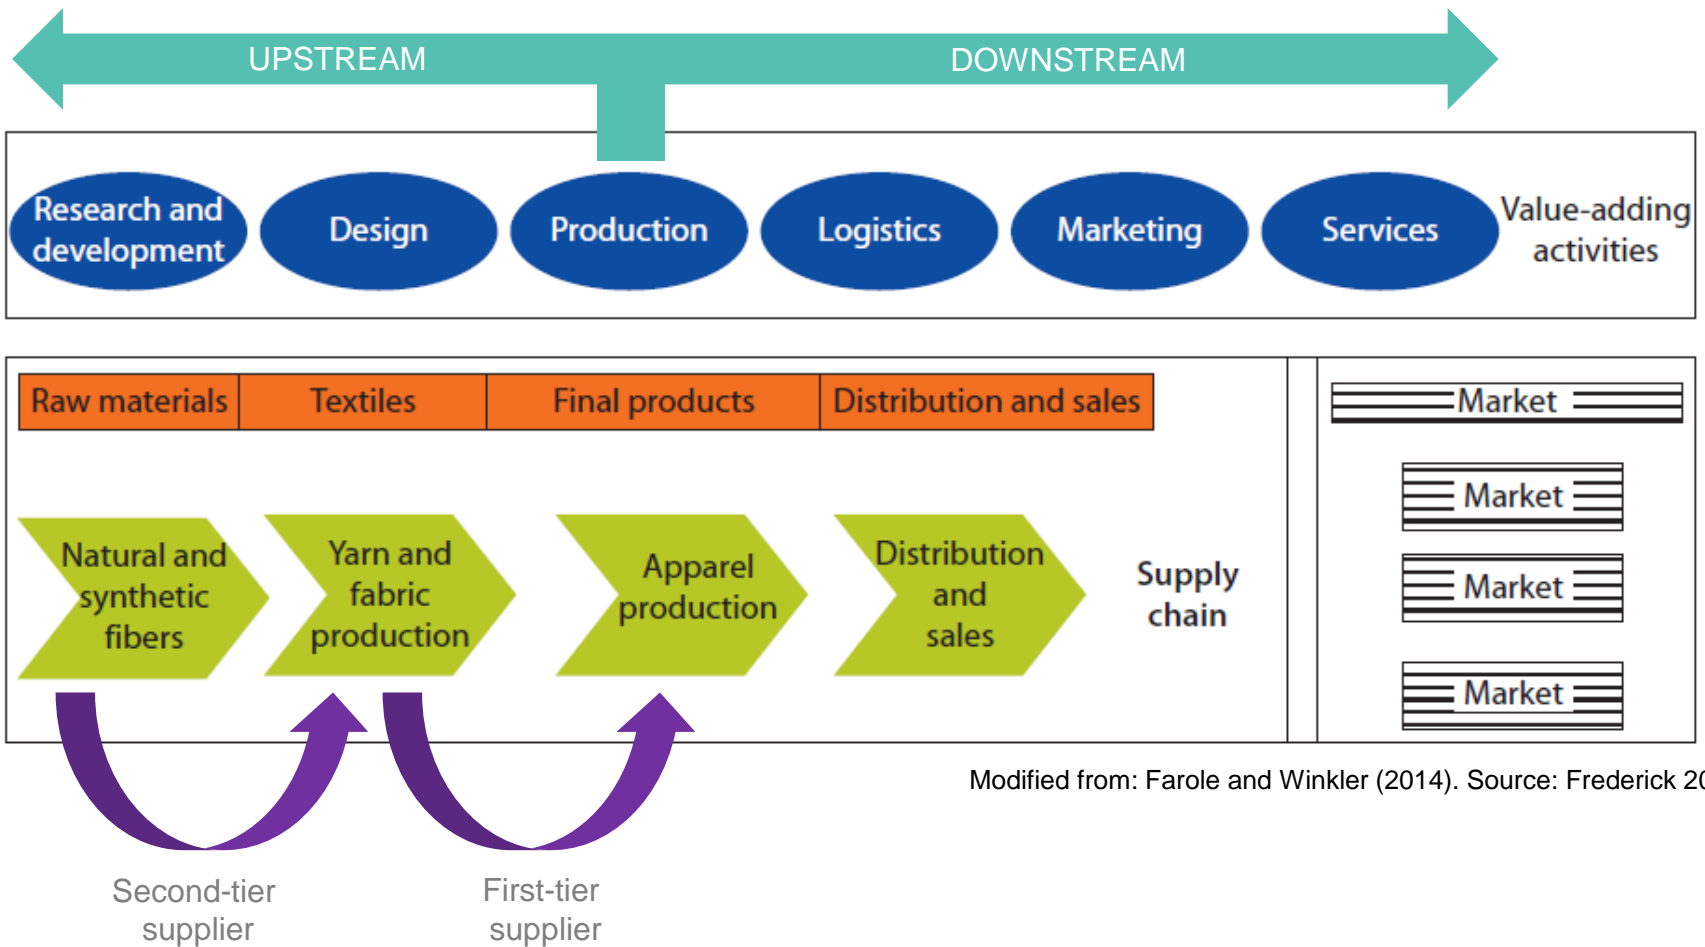 UPSTREAM
DOWNSTREAM
Research and
development
Design
Production
Logistics
Marketing
Services
Value-adding
activities
Raw materials
Textiles
Final products
Distribution and sales
Natural and
synthetic
fibers
Yarn and
fabric
production
Apparel
production
Distribution
and
sales
Supply
chain
Market
Market
Market
Market
Modified from: Farole and Winkler (2014). Source: Frederick
Second-tier
supplier
First-tier
supplier